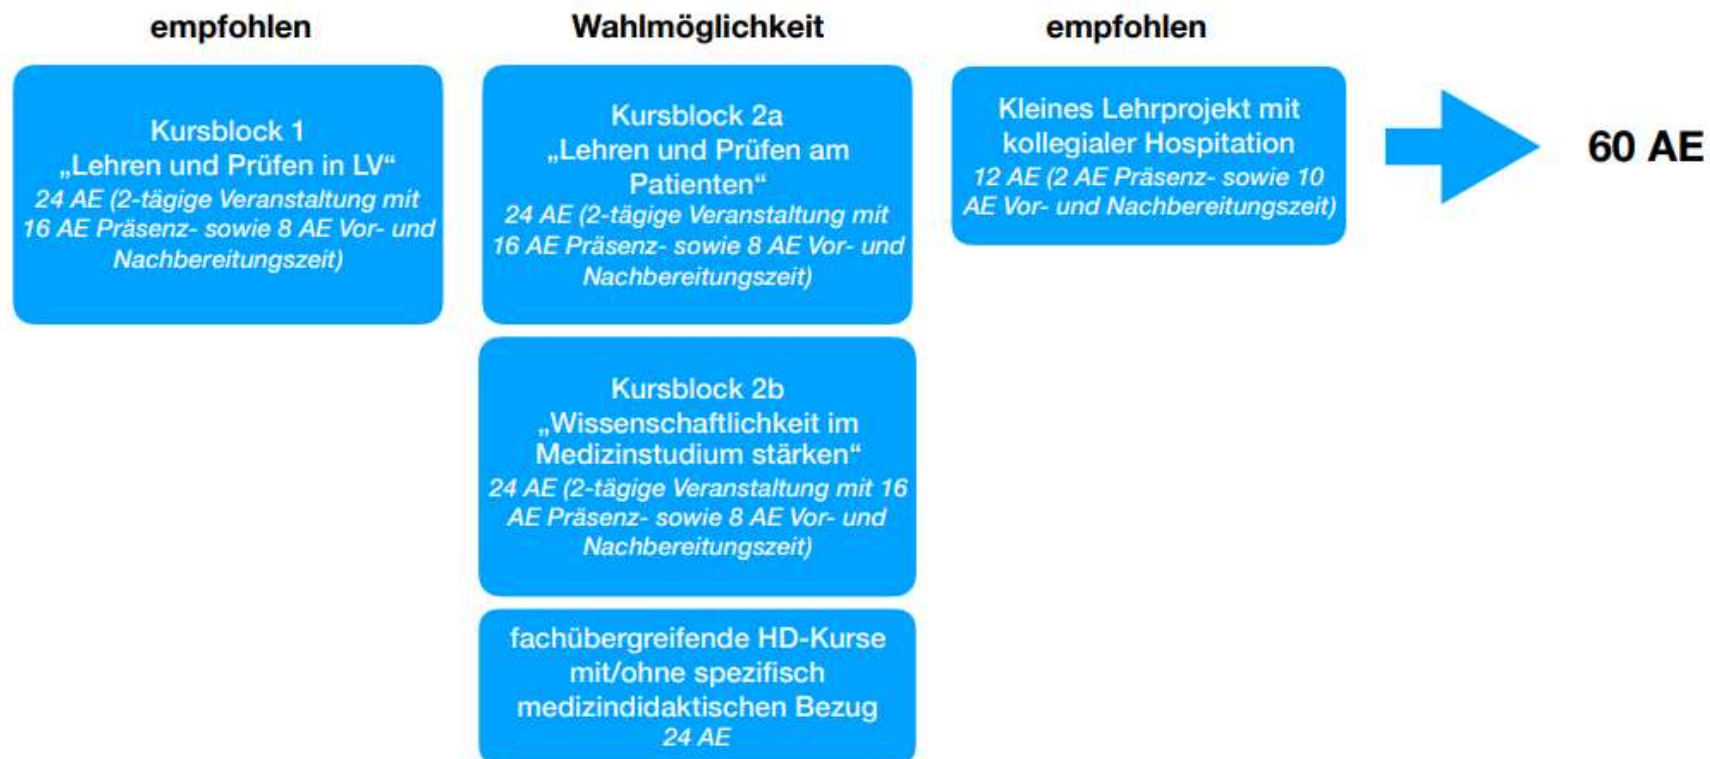 empfohlen
Kursblock 1
„Lehren und Prüfen in LV“
24 AE (2-tägige Veranstaltung mit
16 AE Präsenz- sowie 8 AE Vor- und
Nachbereitungszeit)
Wahlmöglichkeit
Kursblock 2a
„Lehren und Prüfen am
Patienten“
24 AE (2-tägige Veranstaltung mit
16 AE Präsenz- sowie 8 AE Vor- und
Nachbereitungszeit)
Kursblock 2b
„Wissenschaftlichkeit im
Medizinstudium stärken“
24 AE (2-tägige Veranstaltung mit 16
AE Präsenz- sowie 8 AE Vor- und
Nachbereitungszeit)
fachübergreifende HD-Kurse
mit/ohne spezifisch
medizindidaktischen Bezug
24 AE
empfohlen
Kleines Lehrprojekt mit
kollegialer Hospitation
12 AE (2 AE Präsenz- sowie 10
AE Vor- und Nachbereitungszeit)
60 AE